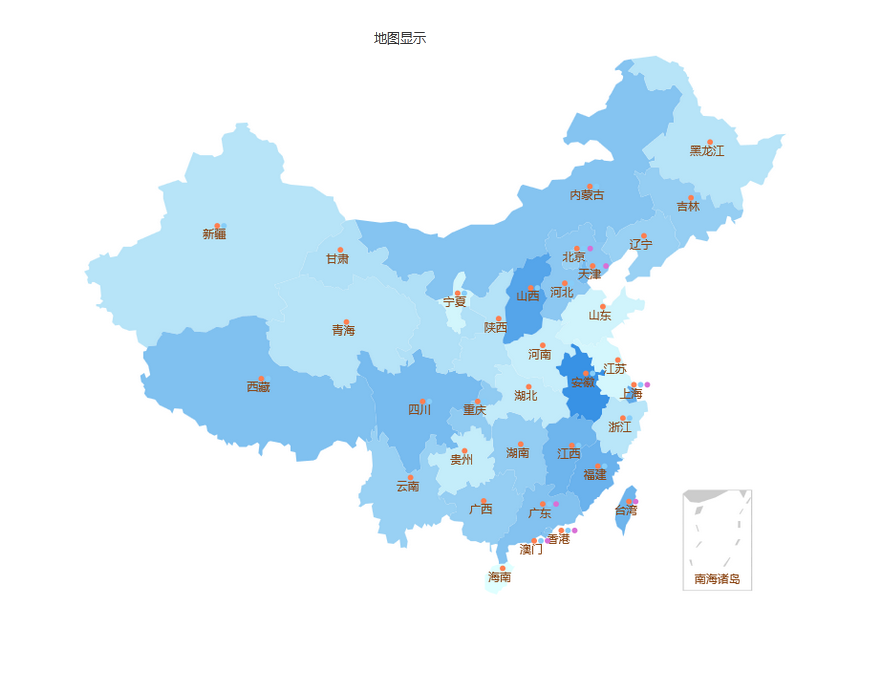 地图显示
黑龙江
内蒙古
吉林
新疆
辽宁
甘肃
北京
天津
河北
山西
宁夏
山东
陕西
青海
河南
江苏
安徽
西藏
上海
湖北
四川
重庆
浙江
湖南
江西
贵州
福建
云南
广西
广东
台湾
香港
澳门
海南
南海诸岛